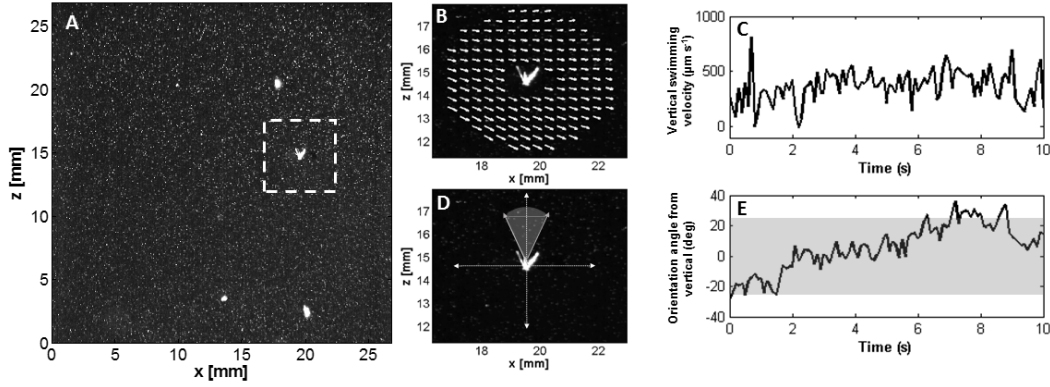 A
z [mm]
25
20
15
10
5
0
0 5 10 15 20 25
x [mm]
B
z [mm]
17
16
15
14
13
12
18 20 22
x [mm]
D
z [mm]
17
16
15
14
13
12
18 20 22
x [mm]
C
Vertical swimming
velocity (µm s⁻¹)
1000
500
0
0 2 4 6 8 10
Time (s)
E
Orientation angle from
vertical (deg)
40
20
0
-20
-40
0 2 4 6 8 10
Time (s)